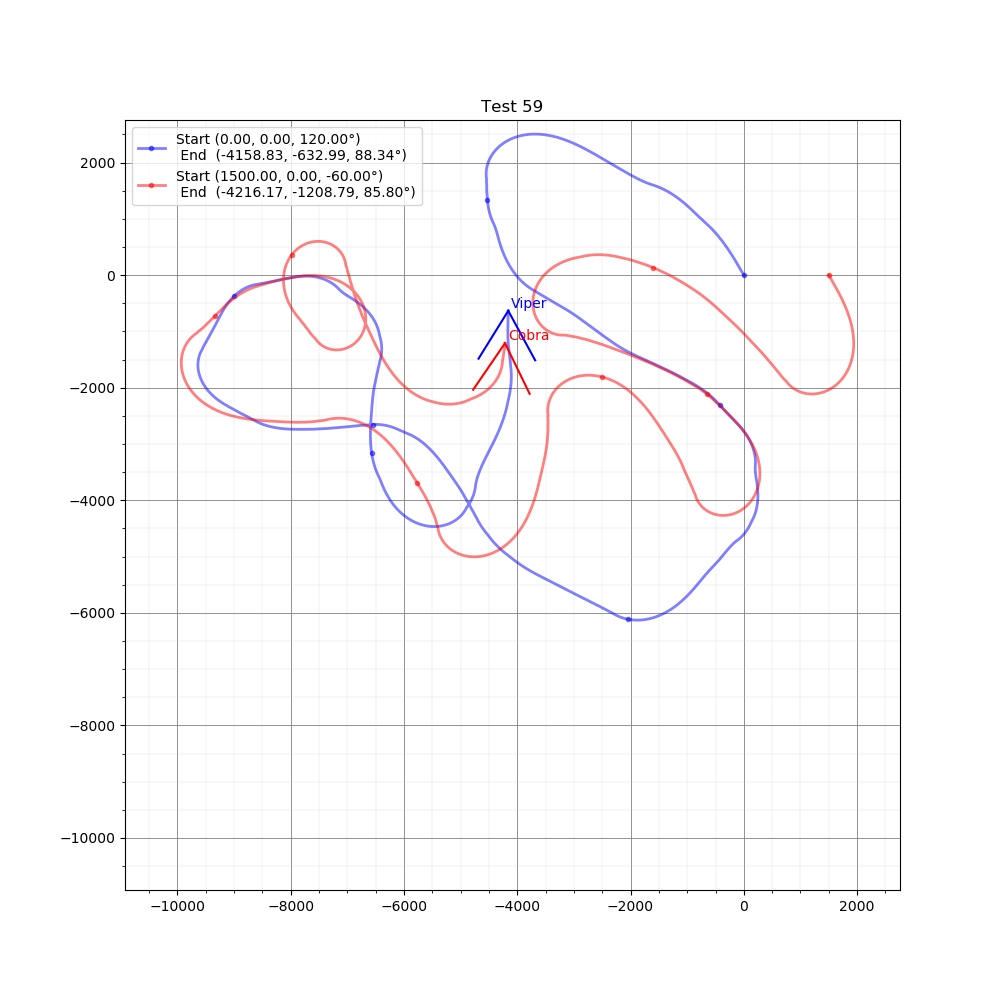 Test 59
Start (0.00, 0.00, 120.00°)
End  (-4158.83, -632.99, 88.34°)
Start (1500.00, 0.00, -60.00°)
End  (-4216.17, -1208.79, 85.80°)
2000
0
−2000
−4000
−6000
−8000
−10000
Viper
Cobra
−10000 −8000 −6000 −4000 −2000 0 2000